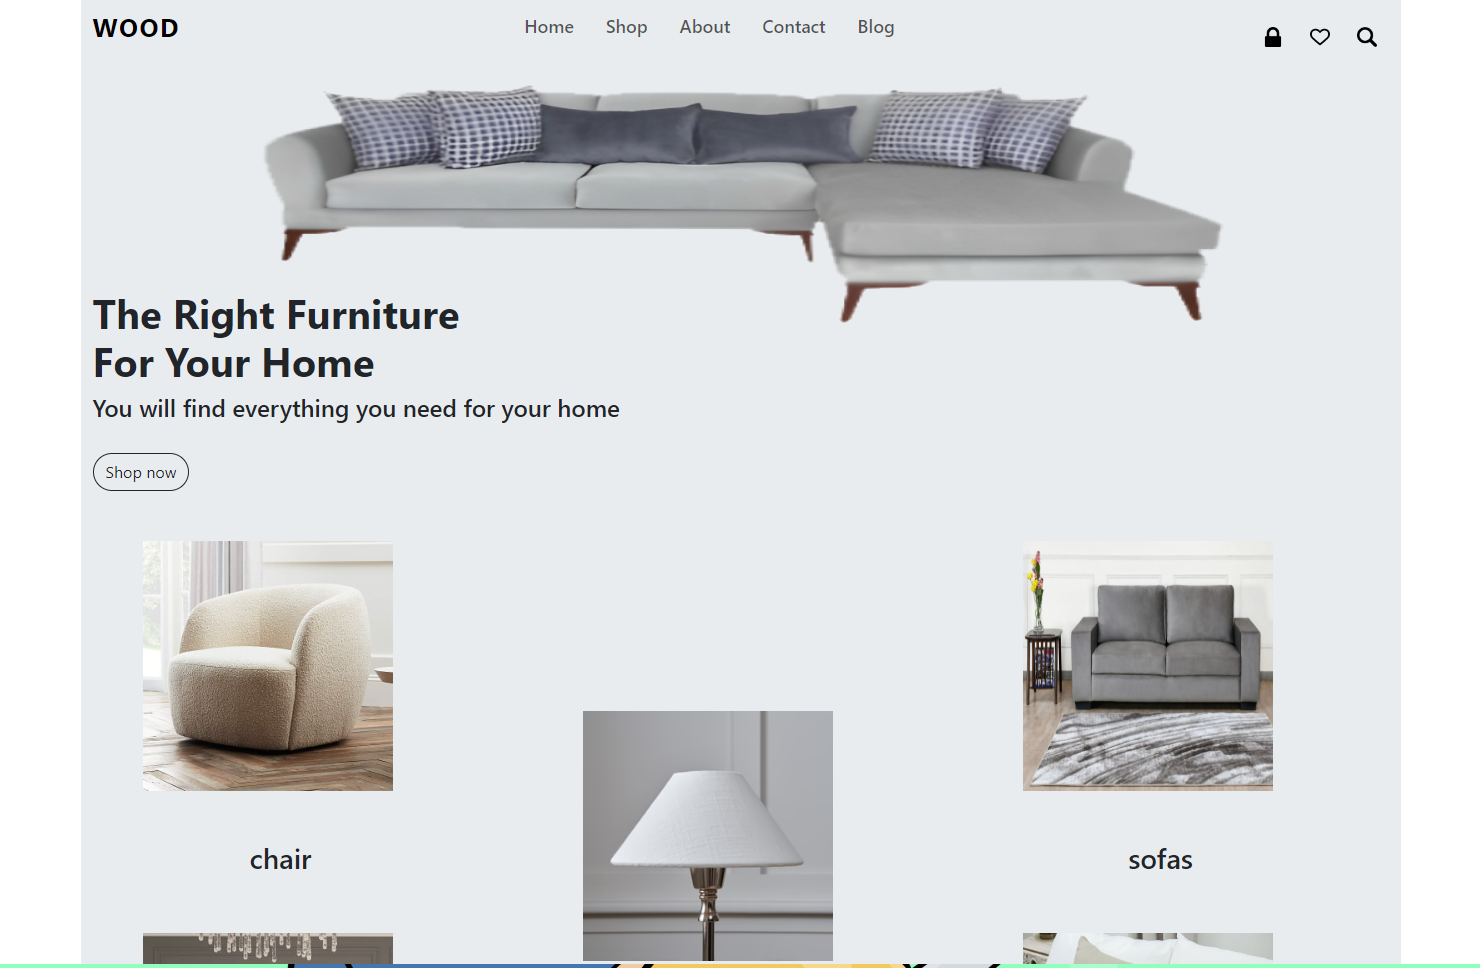 WOOD
Home
Shop
About
Contact
Blog
The Right Furniture
For Your Home
You will find everything you need for your home
Shop now
chair
sofas